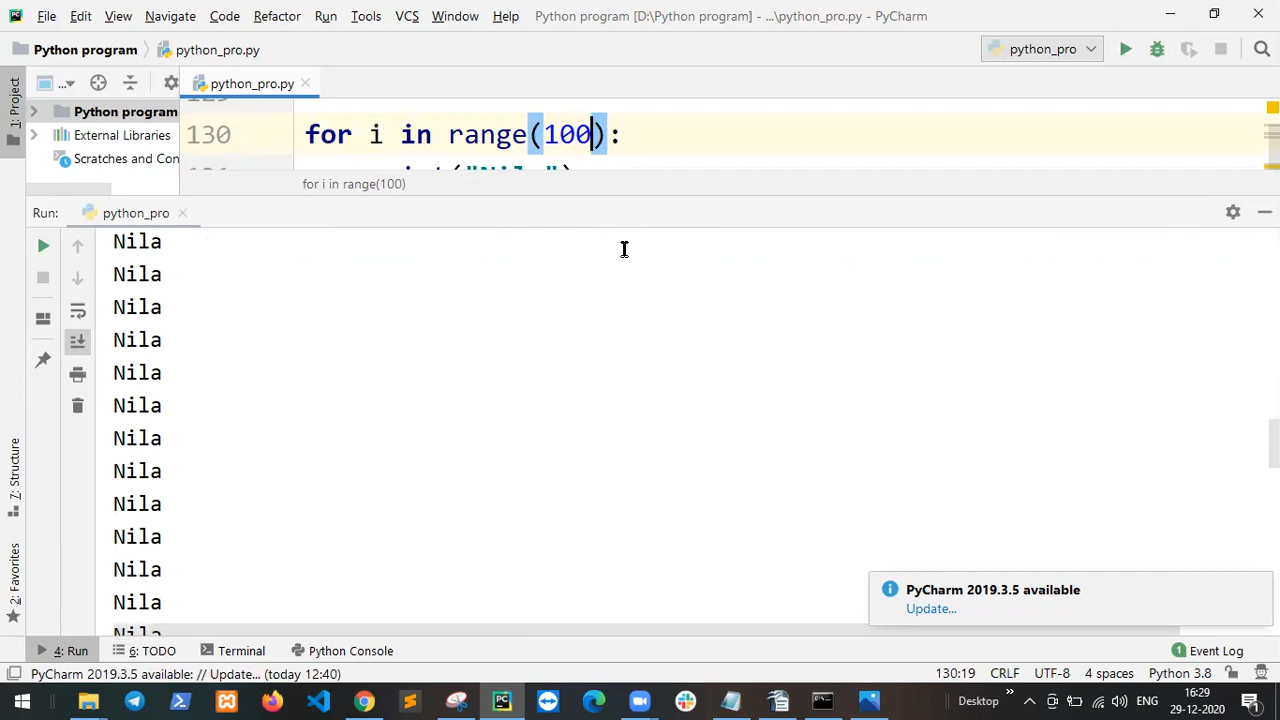 File Edit View Navigate Code Refactor Run Tools VCS Window Help Python program [D:\Python program] - ...\python_pro.py - PyCharm
Python program python_pro.py python_pro
1: Project
... python_pro.py
Python program
External Libraries
Scratches and Con
129
130 for i in range(100):
for i in range(100)
Run: python_pro
Nila
Nila
Nila
Nila
Nila
Nila
Nila
Nila
Nila
Nila
Nila
Nila
Nila
7: Structure
2: Favorites
PyCharm 2019.3.5 available
Update...
4: Run 6: TODO Terminal Python Console 1 Event Log
PyCharm 2019.3.5 available: // Update... (today 12:40) 130:19 CRLF UTF-8 4 spaces Python 3.8
Desktop » ENG 16:29
29-12-2020 1